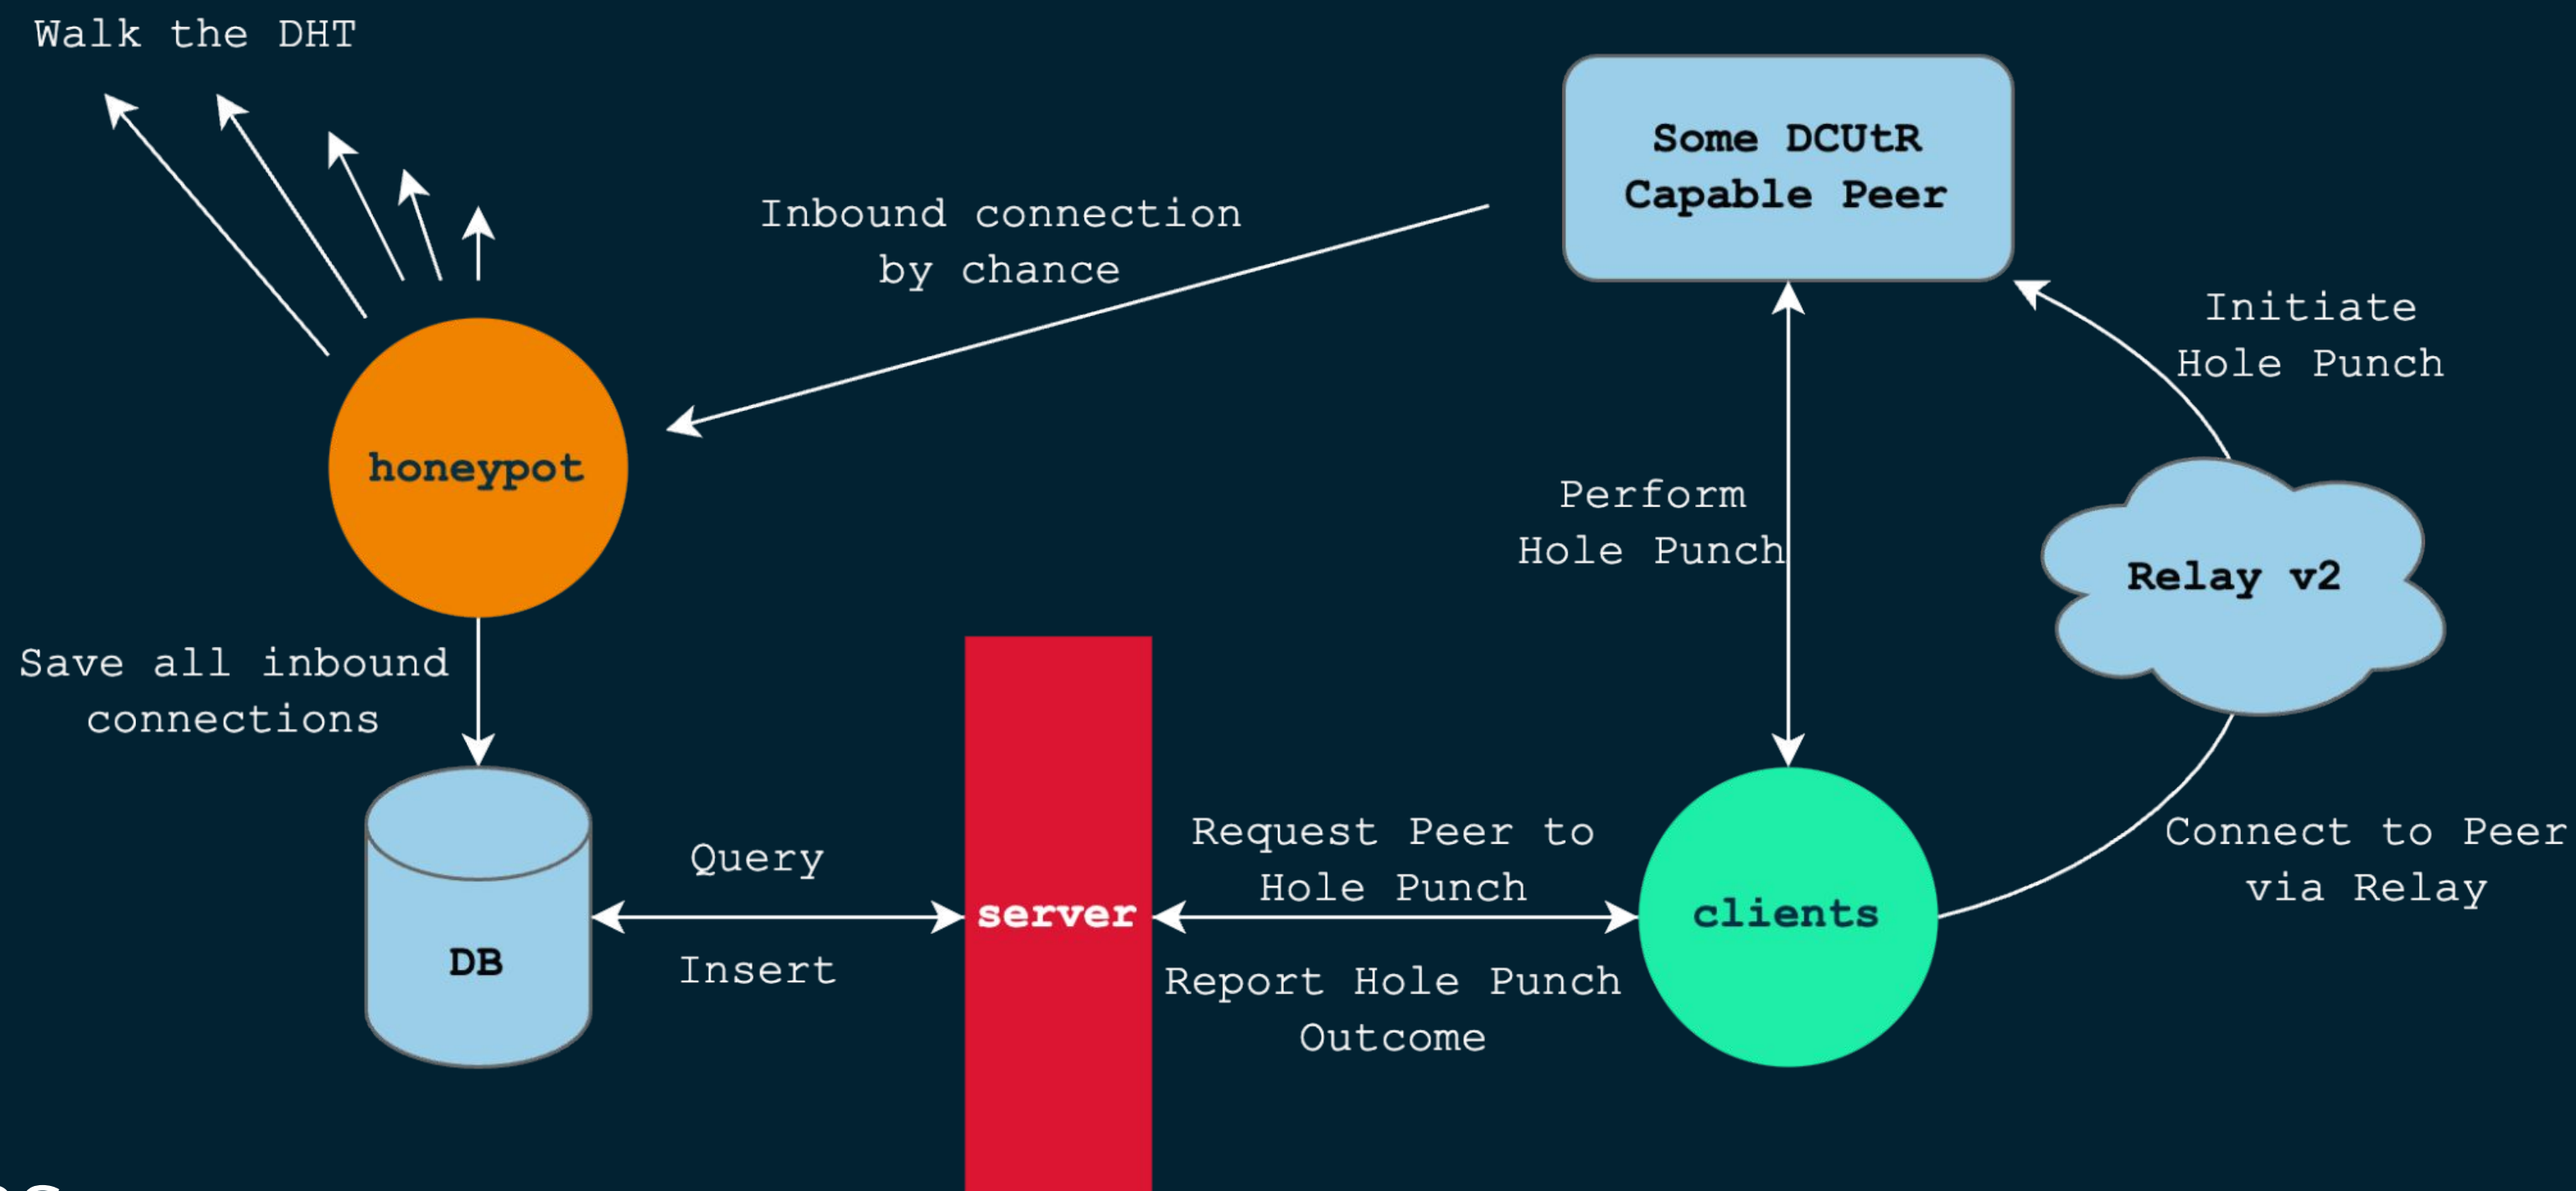 Walk the DHT
Some DCUtR
Capable Peer
Inbound connection
by chance
Initiate
Hole Punch
honeypot
Perform
Hole Punch
Relay v2
Save all inbound
connections
Request Peer to
Hole Punch
Connect to Peer
via Relay
Query
server
clients
DB
Insert
Report Hole Punch
Outcome